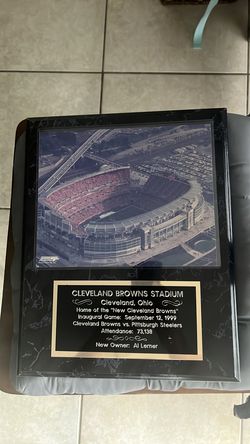 CLEVELAND BROWNS STADIUM
Cleveland, Ohio
Home of the "New Cleveland Browns"
Inaugural Game: September 12, 1999
Cleveland Browns vs. Pittsburgh Steelers
Attendance: 73,138
New Owner: Al Lerner